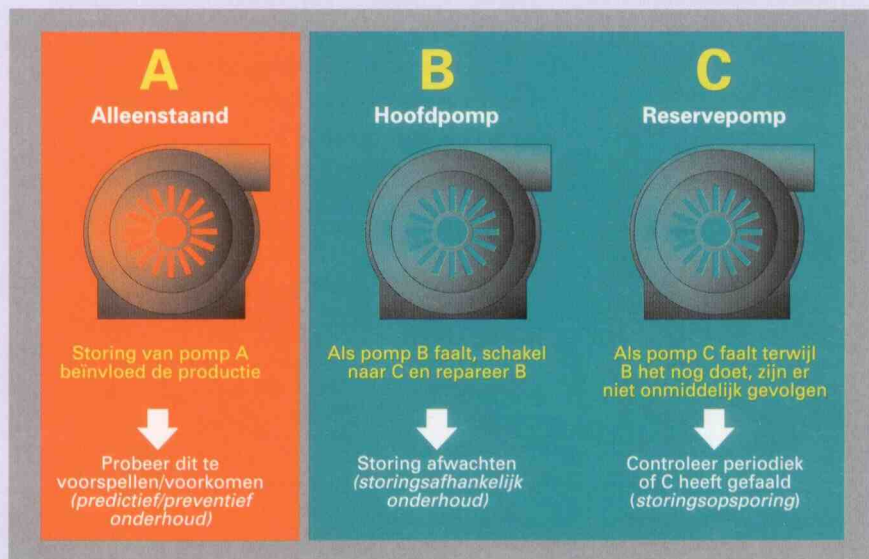 A
Alleenstaand
Storing van pomp A
beïnvloed de productie
Probeer dit te
voorspellen/voorkomen
(predictief/preventief
onderhoud)
B
Hoofdpomp
Als pomp B faalt, schakel
naar C en repareer B
Storing afwachten
(storingsafhankelijk
onderhoud)
C
Reservepomp
Als pomp C faalt terwijl
B het nog doet, zijn er
niet onmiddelijk gevolgen
Controleer periodiek
of C heeft gefaald
(storingsopsporing)